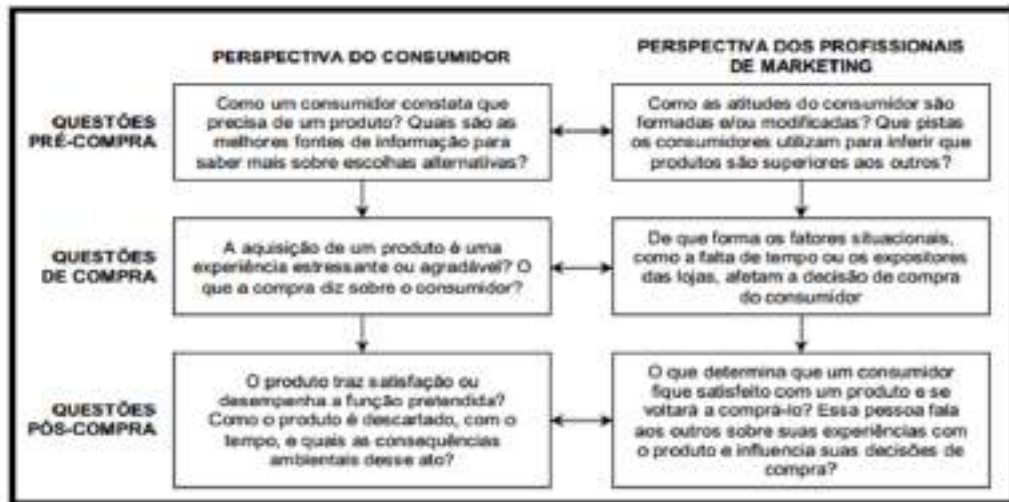 PERSPECTIVA DO CONSUMIDOR
PERSPECTIVA DOS PROFISSIONAIS
DE MARKETING
QUESTÕES
PRÉ-COMPRA
Como um consumidor constata que
precisa de um produto? Quais são as
melhores fontes de informação para
saber mais sobre escolhas alternativas?
Como as atitudes do consumidor são
formadas e/ou modificadas? Que pistas
os consumidores utilizam para inferir que
produtos são superiores aos outros?
QUESTÕES
DE COMPRA
A aquisição de um produto é uma
experiência estressante ou agradável? O
que a compra diz sobre o consumidor?
De que forma os fatores situacionais,
como a falta de tempo ou os expositores
das lojas, afetam a decisão de compra
do consumidor
QUESTÕES
PÓS-COMPRA
O produto traz satisfação ou
desempenha a função pretendida?
Como o produto é descartado, com o
tempo, e quais as consequências
ambientais desse ato?
O que determina que um consumidor
fique satisfeito com um produto e se
voltará a comprá-lo? Essa pessoa fala
aos outros sobre suas experiências com
o produto e influencia suas decisões de
compra?